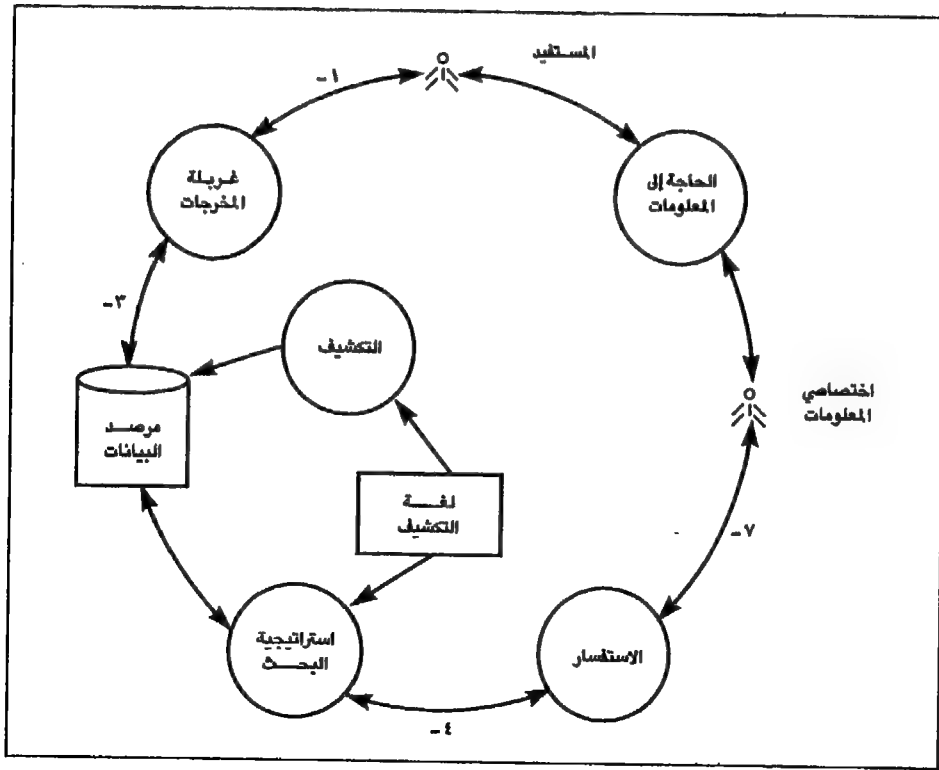 المستفيد
١-
الحاجة إلى
المعلومات
غربلة
المخرجات
٣-
التكشيف
اختصاصي
المعلومات
مرصد
البيانات
لغة
التكشيف
٧-
استراتيجية
البحث
الاستفسار
٤-